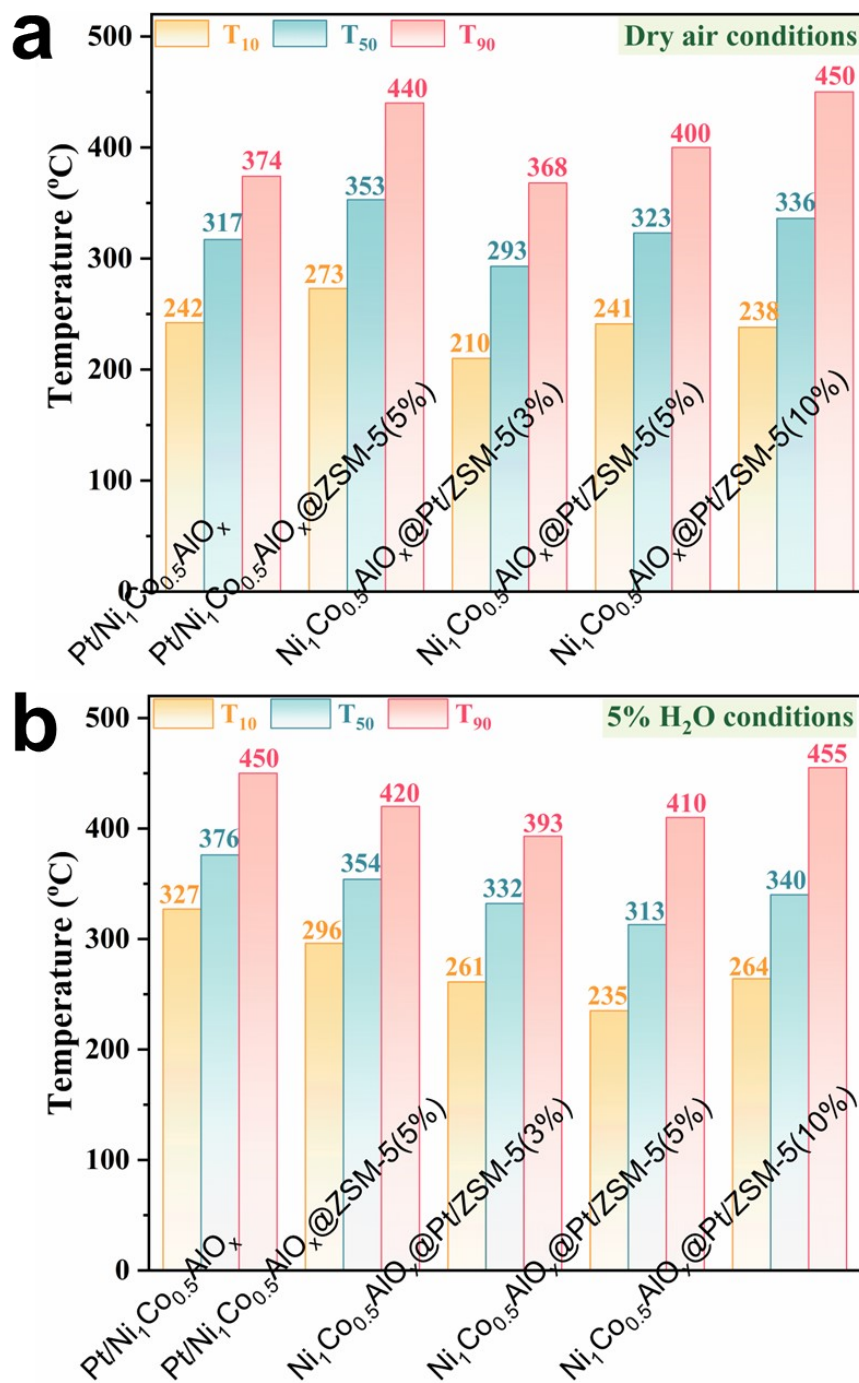 a
T₁₀ T₅₀ T₉₀ Dry air conditions
Temperature (ºC)
500
400
300
200
100
0
242 317 374
273 353 440
210 293 368
241 323 400
238 336 450
Pt/Ni₁Co₀.₅AlOₓ
Pt/Ni₁Co₀.₅AlOₓ@ZSM-5(5%)
Ni₁Co₀.₅AlOₓ@Pt/ZSM-5(3%)
Ni₁Co₀.₅AlOₓ@Pt/ZSM-5(5%)
Ni₁Co₀.₅AlOₓ@Pt/ZSM-5(10%)
b
T₁₀ T₅₀ T₉₀ 5% H₂O conditions
Temperature (ºC)
500
400
300
200
100
0
327 376 450
296 354 420
261 332 393
235 313 410
264 340 455
Pt/Ni₁Co₀.₅AlOₓ
Pt/Ni₁Co₀.₅AlOₓ@ZSM-5(5%)
Ni₁Co₀.₅AlOₓ@Pt/ZSM-5(3%)
Ni₁Co₀.₅AlOₓ@Pt/ZSM-5(5%)
Ni₁Co₀.₅AlOₓ@Pt/ZSM-5(10%)